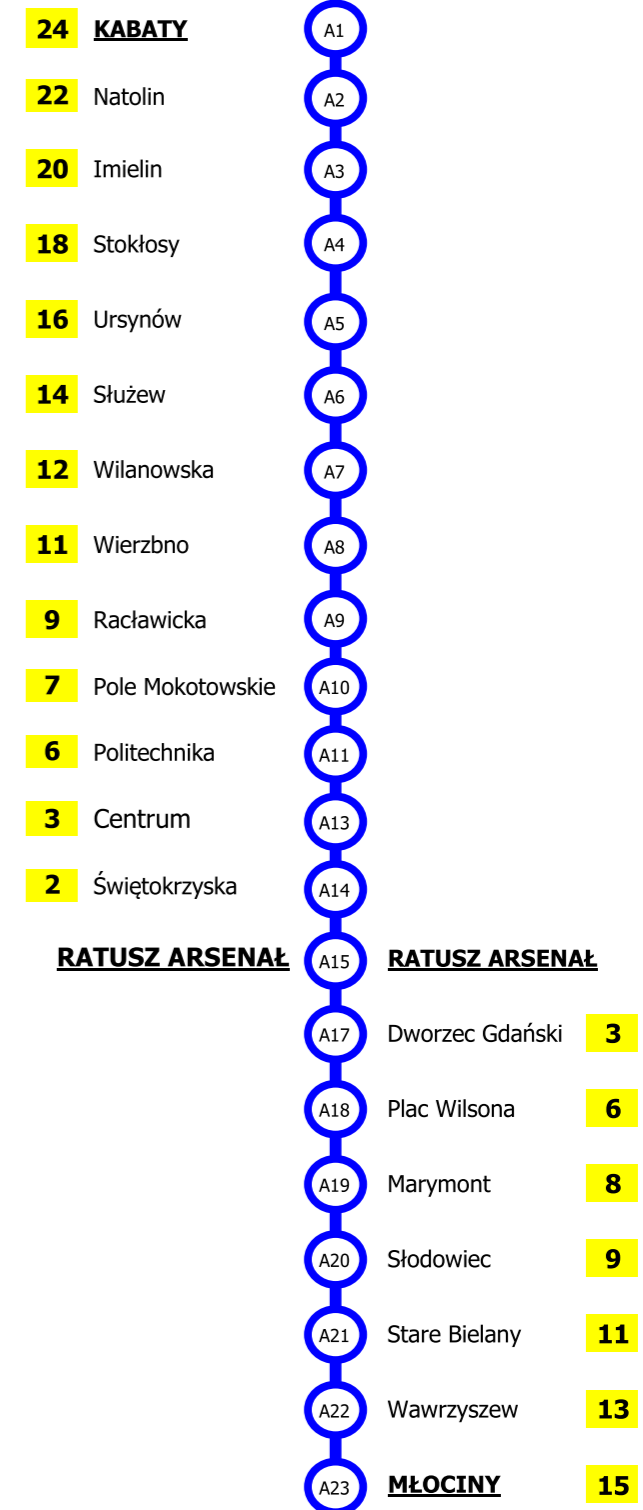 24 KABATY A1
22 Natolin A2
20 Imielin A3
18 Stokłosy A4
16 Ursynów A5
14 Służew A6
12 Wilanowska A7
11 Wierzbno A8
9 Racławicka A9
7 Pole Mokotowskie A10
6 Politechnika A11
3 Centrum A13
2 Świętokrzyska A14
RATUSZ ARSENAŁ A15 RATUSZ ARSENAŁ
A17 Dworzec Gdański 3
A18 Plac Wilsona 6
A19 Marymont 8
A20 Słodowiec 9
A21 Stare Bielany 11
A22 Wawrzyszew 13
A23 MŁOCINY 15